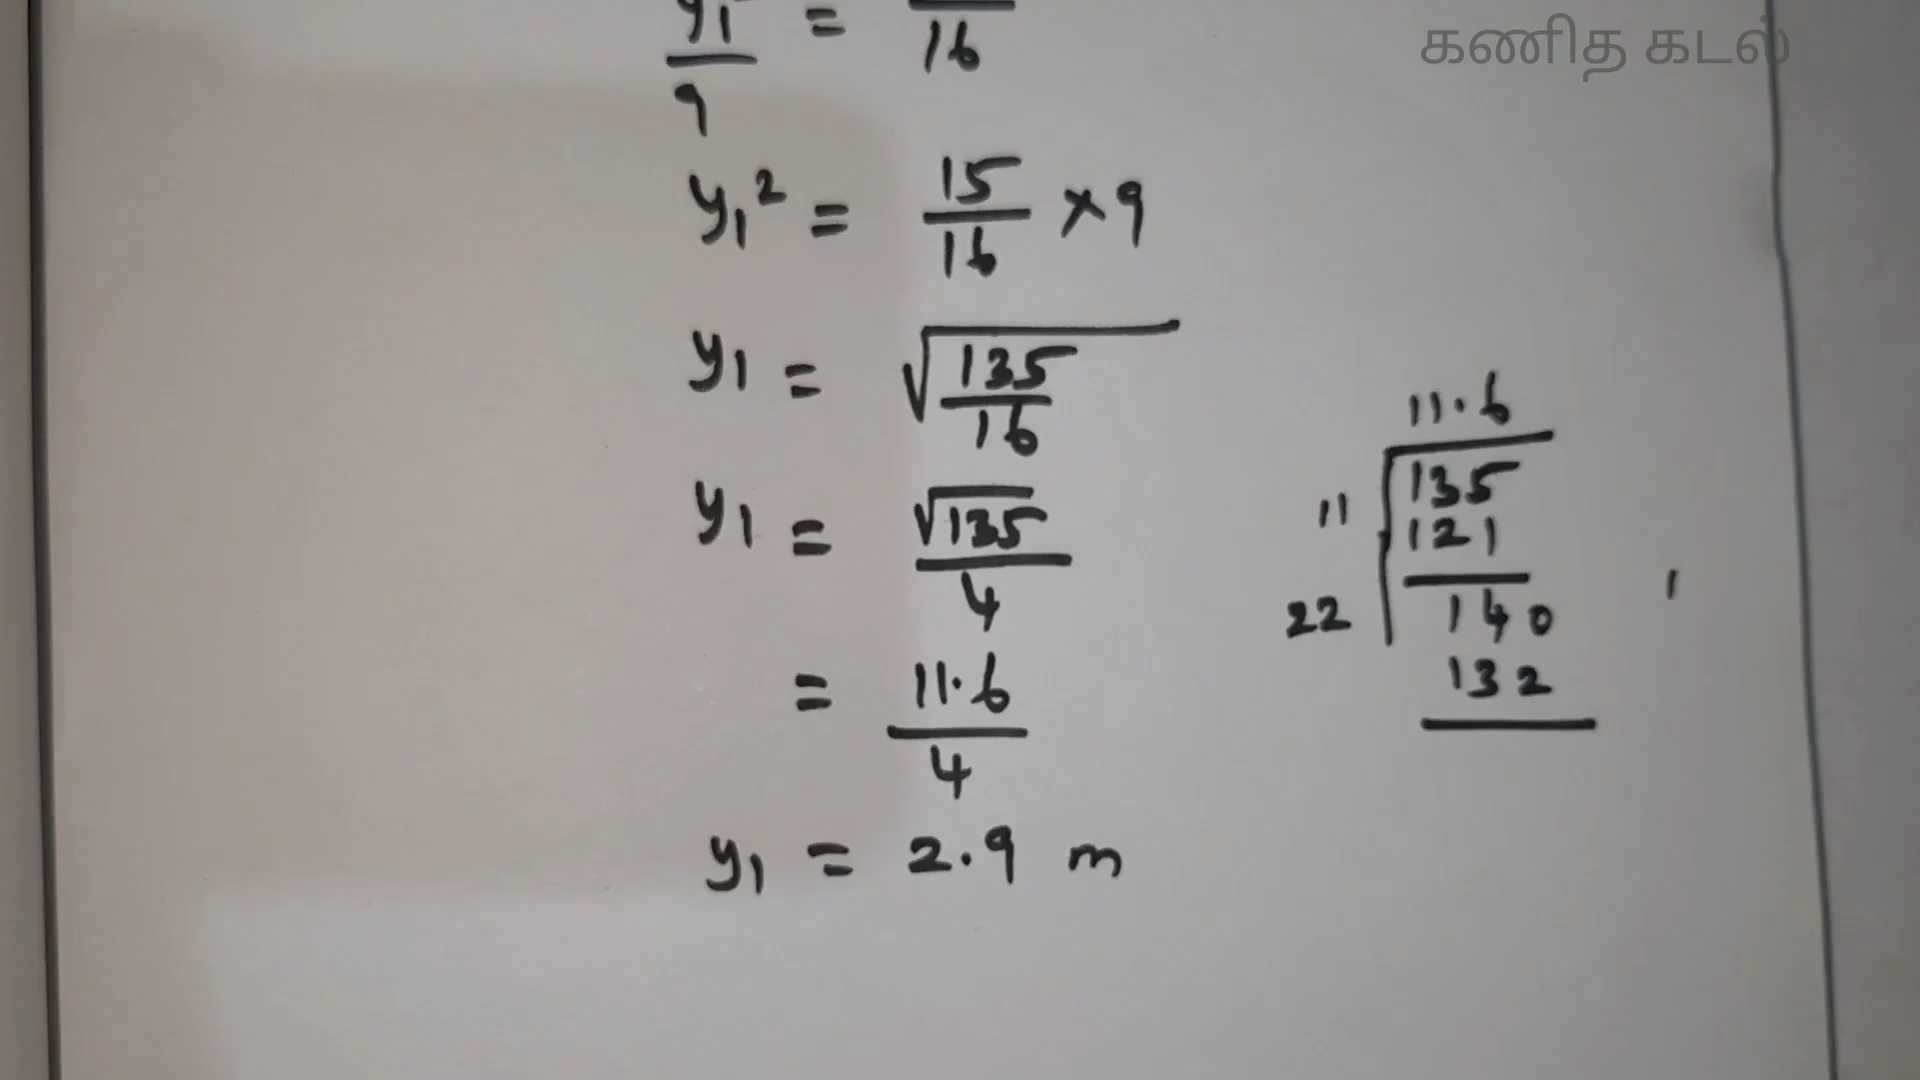 கணித கடல்
y₁²/9 = /16
y₁² = 15/16 × 9
y₁ = √(135/16)
y₁ = √135/4
= 11.6/4
y₁ = 2.9 m
11.6
11 135
121
22 140
132